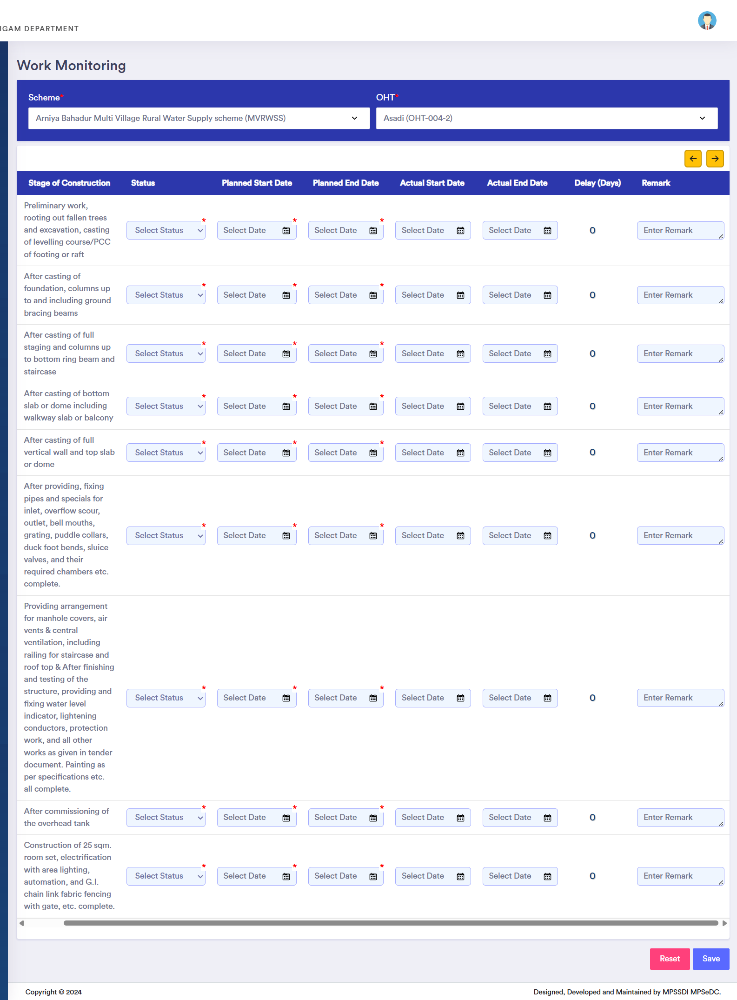 IGAM DEPARTMENT
Work Monitoring
Scheme* OHT*
Arniya Bahadur Multi Village Rural Water Supply scheme (MVRWSS) Asadi (OHT-004-2)
Stage of Construction Status Planned Start Date Planned End Date Actual Start Date Actual End Date Delay (Days) Remark
Preliminary work,
rooting out fallen trees
and excavation, casting
of levelling course/PCC
of footing or raft
Select Status * Select Date * Select Date * Select Date Select Date 0 Enter Remark
After casting of
foundation, columns up
to and including ground
bracing beams
Select Status * Select Date * Select Date * Select Date Select Date 0 Enter Remark
After casting of full
staging and columns up
to bottom ring beam and
staircase
Select Status * Select Date * Select Date * Select Date Select Date 0 Enter Remark
After casting of bottom
slab or dome including
walkway slab or balcony
Select Status * Select Date * Select Date * Select Date Select Date 0 Enter Remark
After casting of full
vertical wall and top slab
or dome
Select Status * Select Date * Select Date * Select Date Select Date 0 Enter Remark
After providing, fixing
pipes and specials for
inlet, overflow scour,
outlet, bell mouths,
grating, puddle collars,
duck foot bends, sluice
valves, and their
required chambers etc.
complete.
Select Status * Select Date * Select Date * Select Date Select Date 0 Enter Remark
Providing arrangement
for manhole covers, air
vents & central
ventilation, including
railing for staircase and
roof top & After finishing
and testing of the
structure, providing and
fixing water level
indicator, lightening
conductors, protection
work, and all other
works as given in tender
document. Painting as
per specifications etc.
all complete.
Select Status * Select Date * Select Date * Select Date Select Date 0 Enter Remark
After commissioning of
the overhead tank
Select Status * Select Date * Select Date * Select Date Select Date 0 Enter Remark
Construction of 25 sqm.
room set, electrification
with area lighting,
automation, and G.I.
chain link fabric fencing
with gate, etc. complete.
Select Status * Select Date * Select Date * Select Date Select Date 0 Enter Remark
Reset Save
Copyright © 2024 Designed, Developed and Maintained by MPSSDI MPSeDC.